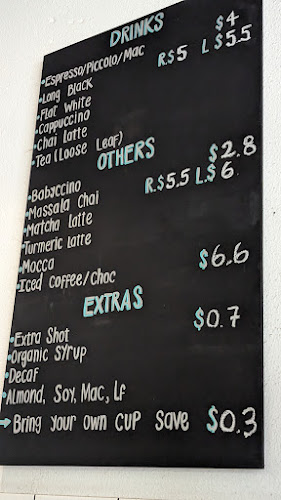 DRINKS
•Espresso/Piccolo/Mac $4
•Long Black R.$5 L $5.5
•Flat White
•Cappuccino
•Chai Latte
•Tea (Loose Leaf)
OTHERS
•Babyccino $2.8
•Massala Chai R.$5.5 L.$6
•Matcha Latte
•Turmeric Latte
•Mocca
•Iced Coffee/Choc $6.6
EXTRAS
•Extra Shot $0.7
•Organic Syrup
•Decaf
•Almond, Soy, Mac, Lf
→ Bring your own cup save $0.3